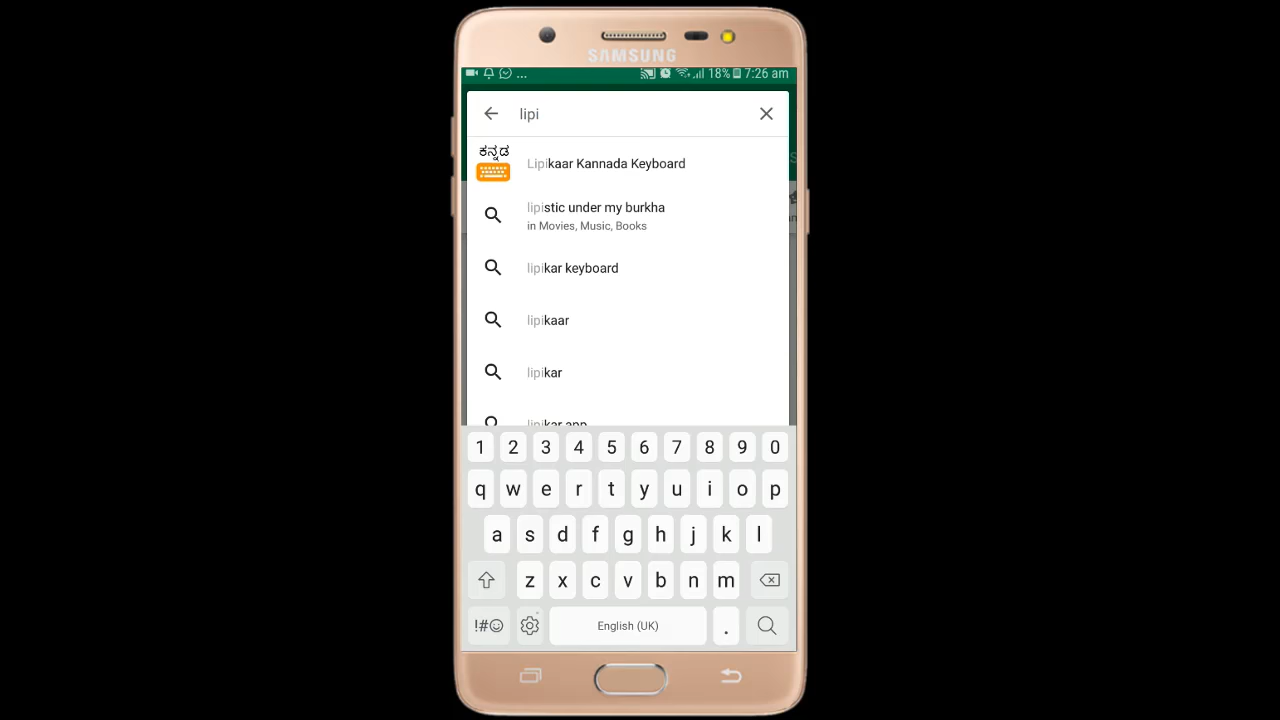 SAMSUNG
... 18% 7:26 am
lipi
ಕನ್ನಡ
Lipikaar Kannada Keyboard
lipistic under my burkha
in Movies, Music, Books
lipikar keyboard
lipikaar
lipikar
lipikar app
1 2 3 4 5 6 7 8 9 0
q w e r t y u i o p
a s d f g h j k l
z x c v b n m
!#☺ English (UK) .